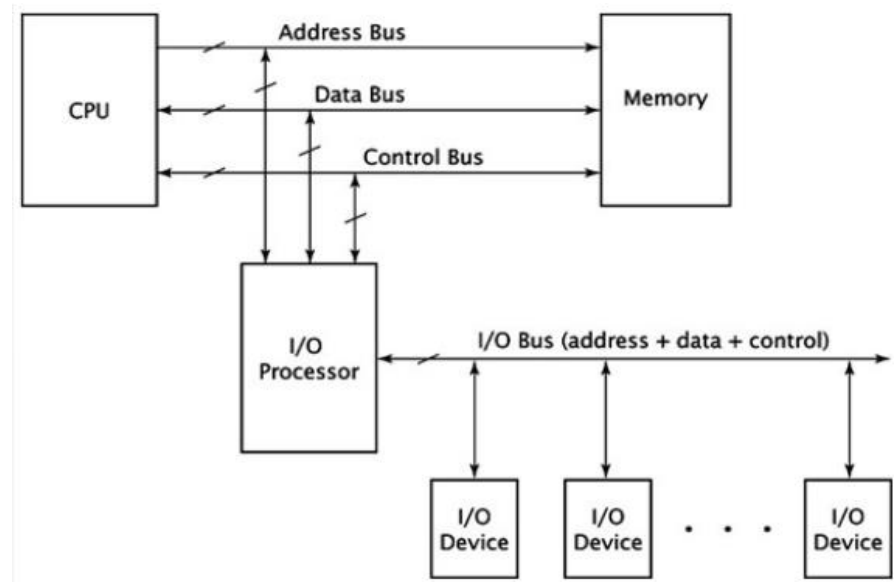 Address Bus
CPU
Data Bus
Memory
Control Bus
I/O
Processor
I/O Bus (address + data + control)
I/O
Device
I/O
Device
I/O
Device